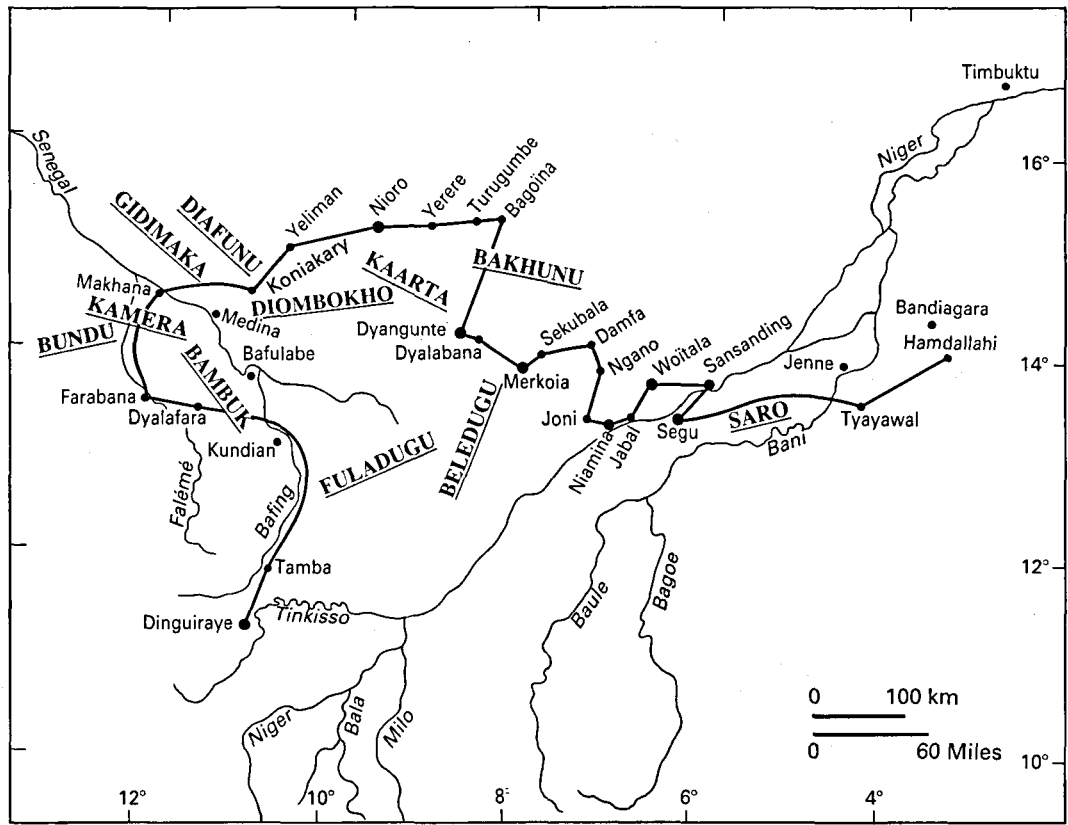 Timbuktu
Niger
16°
Senegal
GIDIMAKA
DIAFUNU
Yeliman
Nioro
Yerere
Turugumbe
Bagoïna
Koniakary
KAARTA
BAKHUNU
Makhana
DIOMBOKHO
KAMERA
Medina
BUNDU
Bafulabe
BAMBUK
Dyangunte
Dyalabana
Sekubala
Damfa
Ngano
Merkoia
Woïtala
Sansanding
Bandiagara
Hamdallahi
Jenne
14°
Farabana
Dyalafara
Kundian
FULADUGU
BELEDUGU
Joni
Niamina
Jabal
Segu
SARO
Tyayawal
Bani
Falémé
Bafing
Tamba
12°
Dinguiraye
Tinkisso
Baule
Bagoe
Niger
Bala
Milo
0 100 km
0 60 Miles
10°
12° 10° 8° 6° 4°